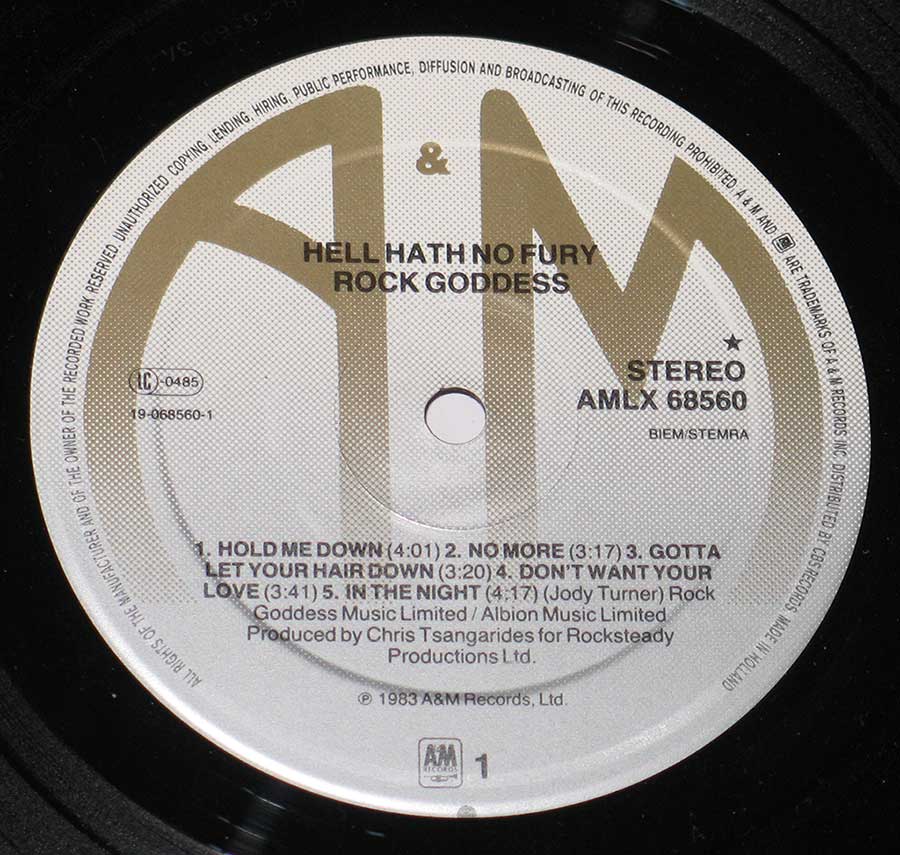 ALL RIGHTS OF THE MANUFACTURER AND OF THE OWNER OF THE RECORDED WORK RESERVED. UNAUTHORIZED COPYING, LENDING, HIRING, PUBLIC PERFORMANCE, DIFFUSION AND BROADCASTING OF THIS RECORDING PROHIBITED. A & M AND ARE TRADEMARKS OF A & M RECORDS, INC. DISTRIBUTED BY CBS RECORDS. MADE IN HOLLAND
A & M
HELL HATH NO FURY
ROCK GODDESS
LC -0485
19-068560-1
★
STEREO
AMLX 68560
BIEM/STEMRA
1. HOLD ME DOWN (4:01) 2. NO MORE (3:17) 3. GOTTA
LET YOUR HAIR DOWN (3:20) 4. DON'T WANT YOUR
LOVE (3:41) 5. IN THE NIGHT (4:17) (Jody Turner) Rock
Goddess Music Limited / Albion Music Limited
Produced by Chris Tsangarides for Rocksteady
Productions Ltd.
℗ 1983 A&M Records, Ltd.
A&M
RECORDS
1